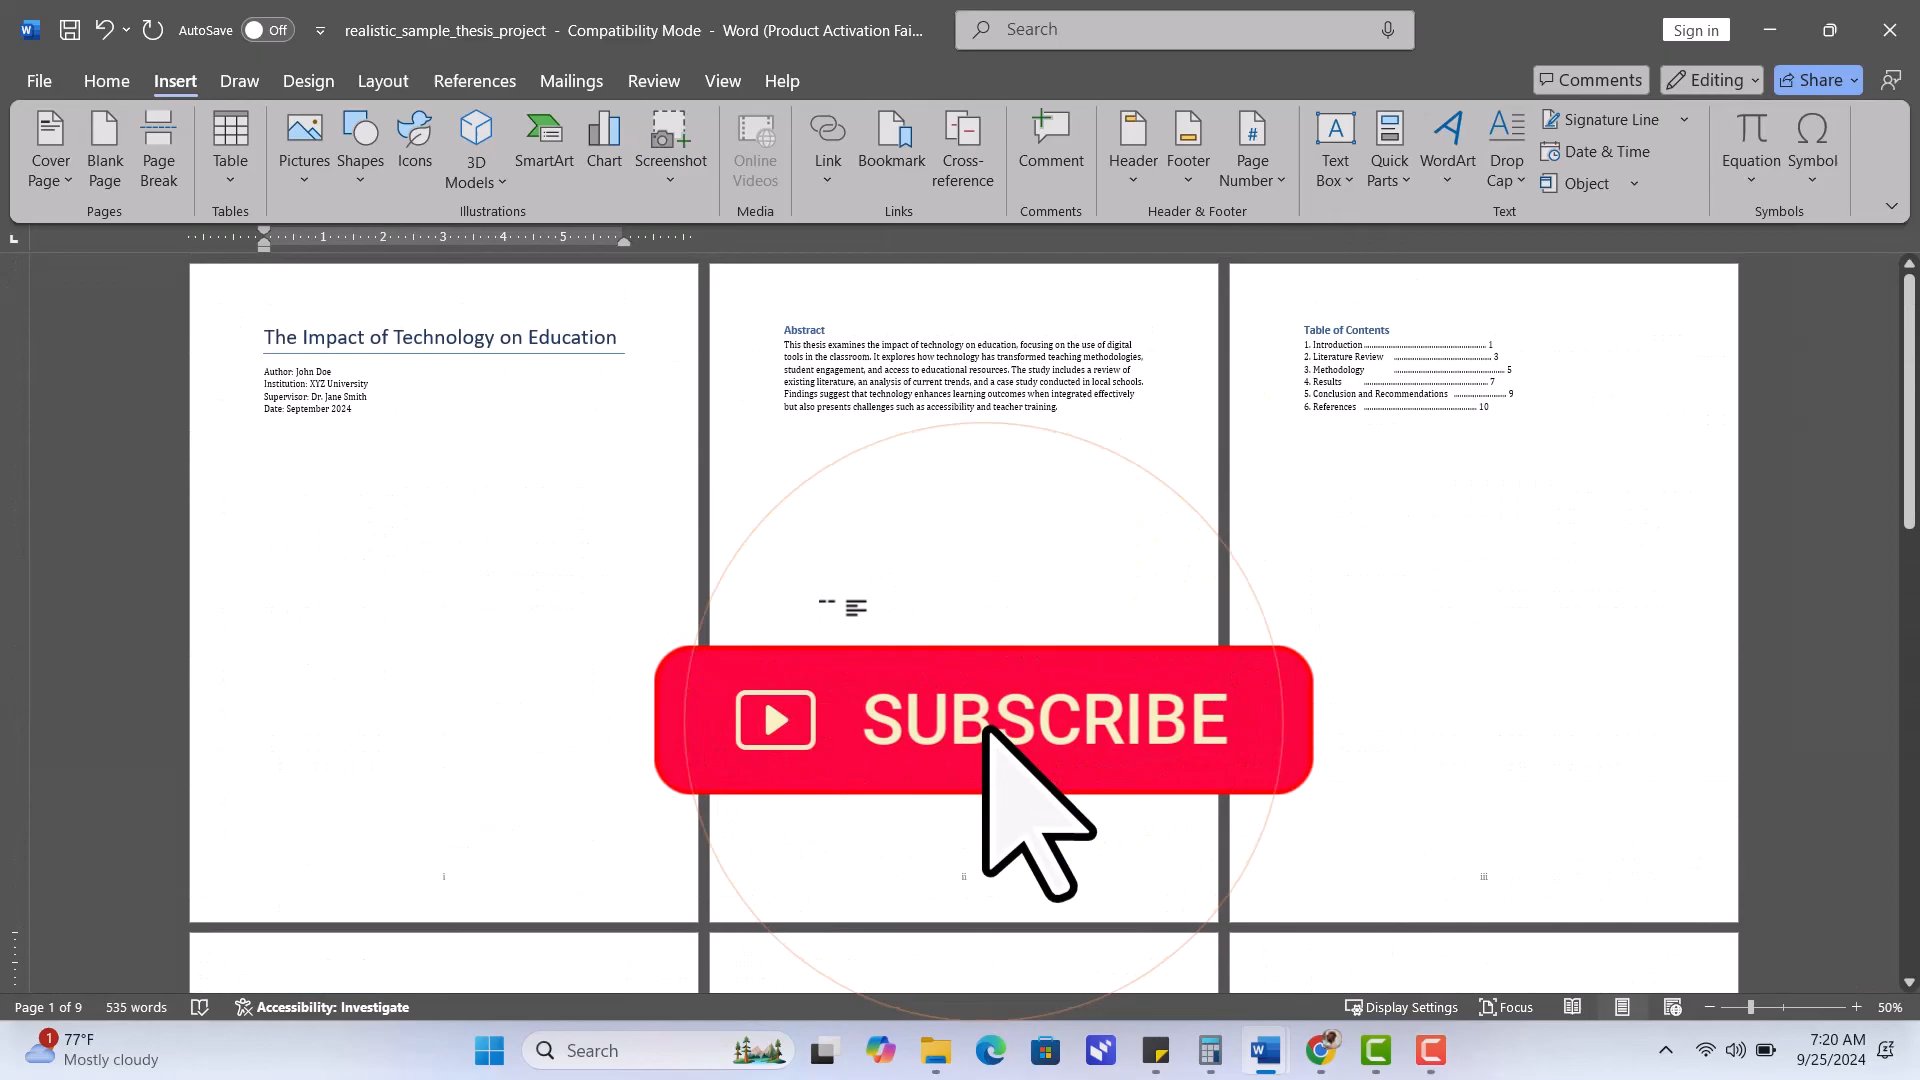 AutoSave Off realistic_sample_thesis_project - Compatibility Mode - Word (Product Activation Fai... Search Sign in
File Home Insert Draw Design Layout References Mailings Review View Help Comments Editing Share
Cover Page Blank Page Page Break Table Pictures Shapes Icons 3D Models SmartArt Chart Screenshot Online Videos Link Bookmark Cross-reference Comment Header Footer Page Number Text Box Quick Parts WordArt Drop Cap Signature Line Date & Time Object Equation Symbol
Pages Tables Illustrations Media Links Comments Header & Footer Text Symbols
1 2 3 4 5
The Impact of Technology on Education
Author: John Doe
Institution: XYZ University
Supervisor: Dr. Jane Smith
Date: September 2024
i
Abstract
This thesis examines the impact of technology on education, focusing on the use of digital
tools in the classroom. It explores how technology has transformed teaching methodologies,
student engagement, and access to educational resources. The study includes a review of
existing literature, an analysis of current trends, and a case study conducted in local schools.
Findings suggest that technology enhances learning outcomes when integrated effectively
but also presents challenges such as accessibility and teacher training.
ii
Table of Contents
1. Introduction ........................................................ 1
2. Literature Review ............................................. 3
3. Methodology .................................................. 5
4. Results ........................................................ 7
5. Conclusion and Recommendations ........................ 9
6. References .................................................... 10
iii
SUBSCRIBE
Page 1 of 9 535 words Accessibility: Investigate Display Settings Focus 50%
1 77°F
Mostly cloudy
Search
7:20 AM
9/25/2024